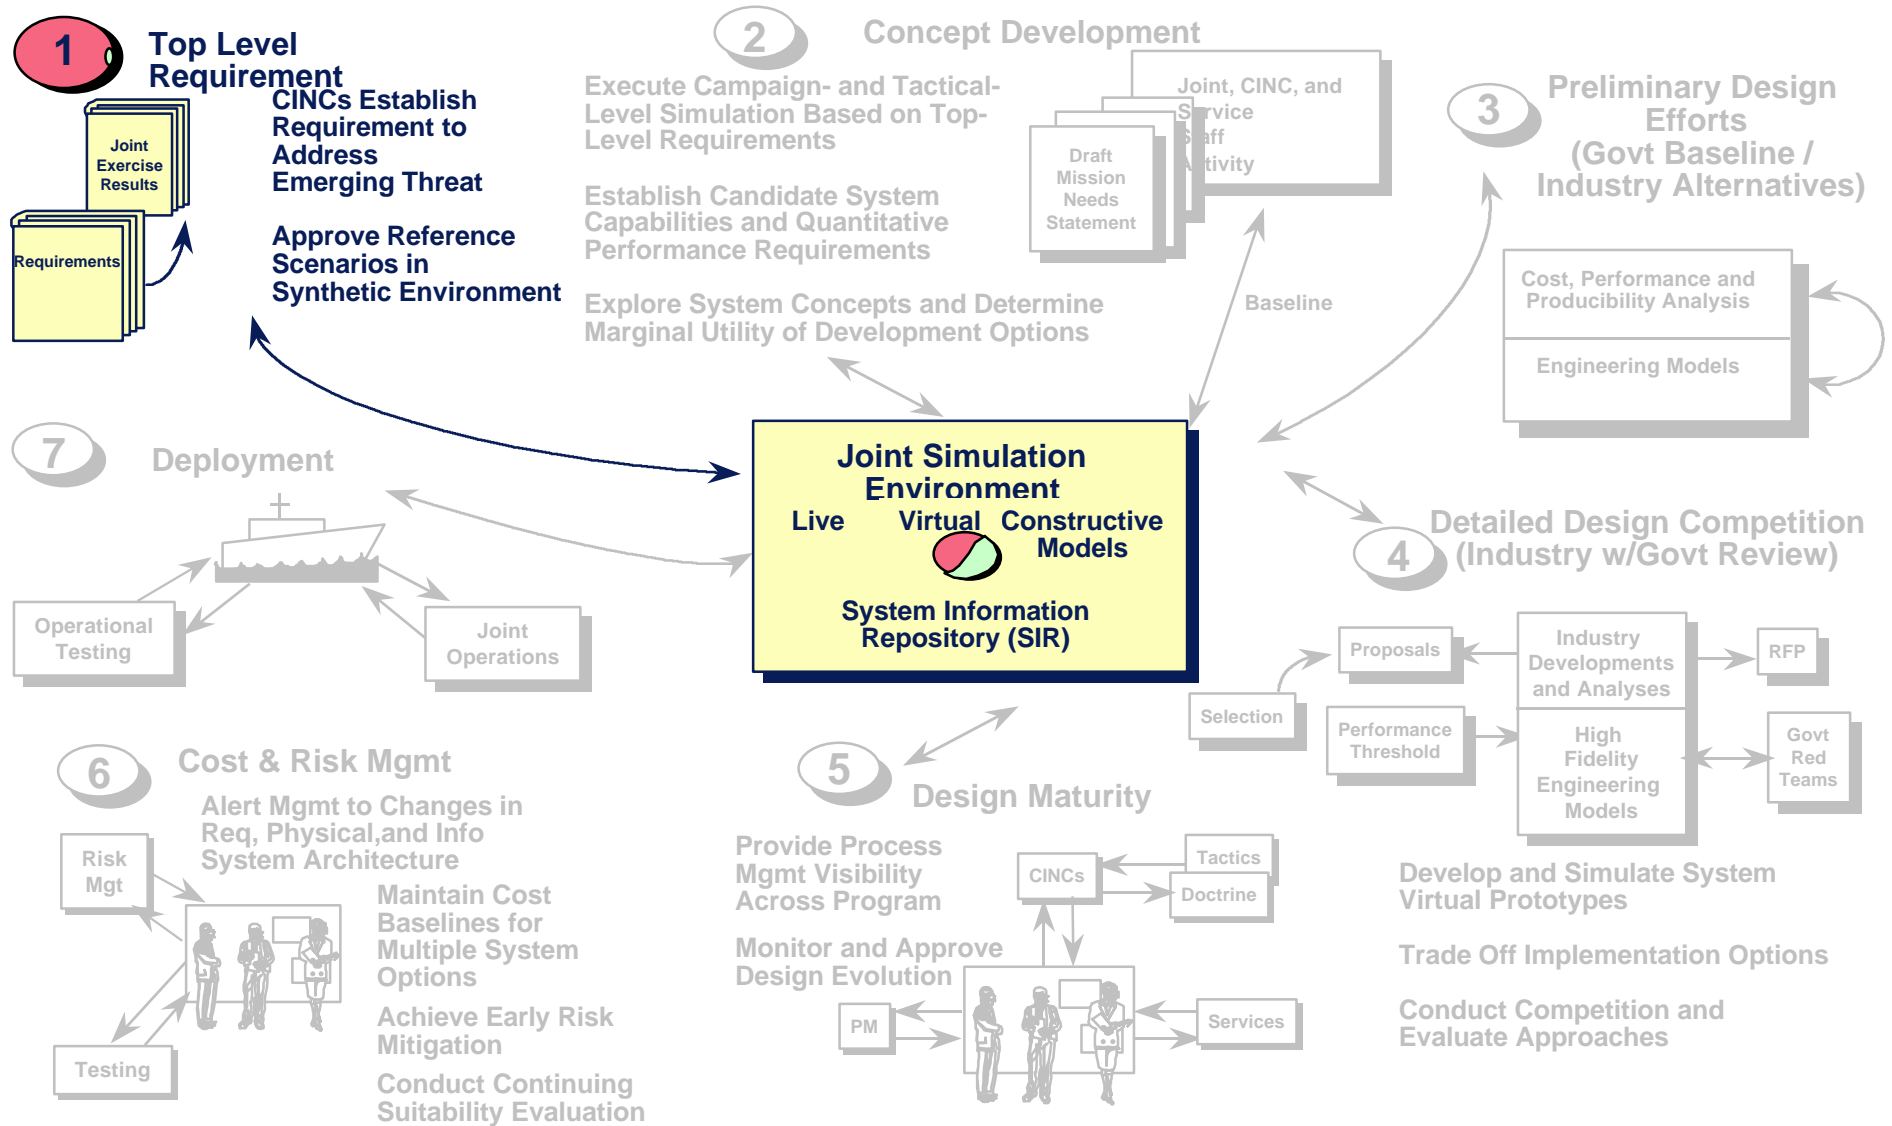 1
Top Level
Requirement
CINCs Establish
Requirement to
Address
Emerging Threat
Approve Reference
Scenarios in
Synthetic Environment
Joint
Exercise
Results
Requirements
2
Concept Development
Execute Campaign- and Tactical-
Level Simulation Based on Top-
Level Requirements
Establish Candidate System
Capabilities and Quantitative
Performance Requirements
Explore System Concepts and Determine
Marginal Utility of Development Options
Joint, CINC, and
Service
Staff
Activity
Draft
Mission
Needs
Statement
Baseline
3
Preliminary Design
Efforts
(Govt Baseline /
Industry Alternatives)
Cost, Performance and
Producibility Analysis
Engineering Models
Joint Simulation
Environment
Live Virtual Constructive
Models
System Information
Repository (SIR)
4
Detailed Design Competition
(Industry w/Govt Review)
Proposals
Selection
Performance
Threshold
Industry
Developments
and Analyses
High
Fidelity
Engineering
Models
RFP
Govt
Red
Teams
Develop and Simulate System
Virtual Prototypes
Trade Off Implementation Options
Conduct Competition and
Evaluate Approaches
5
Design Maturity
Provide Process
Mgmt Visibility
Across Program
Monitor and Approve
Design Evolution
CINCs
Tactics
Doctrine
PM
Services
6
Cost & Risk Mgmt
Alert Mgmt to Changes in
Req, Physical,and Info
System Architecture
Maintain Cost
Baselines for
Multiple System
Options
Achieve Early Risk
Mitigation
Conduct Continuing
Suitability Evaluation
Risk
Mgt
Testing
7
Deployment
Operational
Testing
Joint
Operations